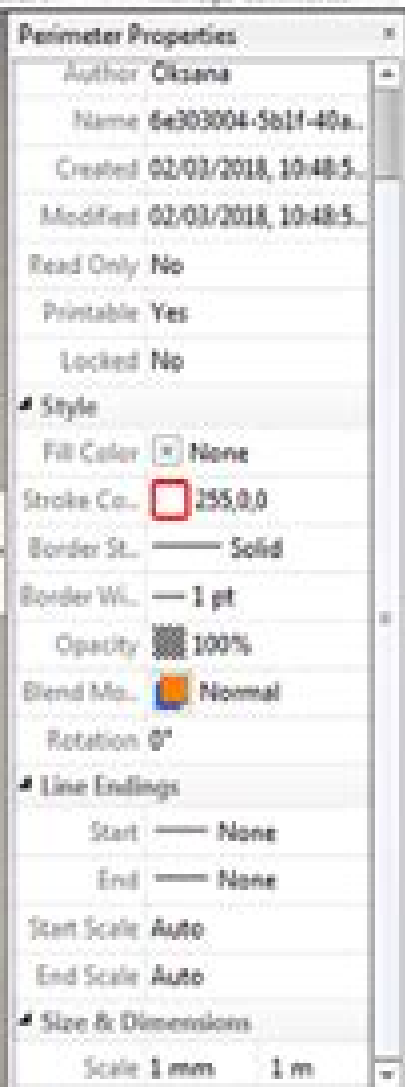 Perimeter Properties
Author Oksana
Name 6e303004-5b1f-40a..
Created 02/03/2018, 10:48:5..
Modified 02/03/2018, 10:48:5..
Read Only No
Printable Yes
Locked No
Style
Fill Color None
Stroke Co... 255,0,0
Border St... Solid
Border Wi... 1 pt
Opacity 100%
Blend Mo... Normal
Rotation 0°
Line Endings
Start None
End None
Start Scale Auto
End Scale Auto
Size & Dimensions
Scale 1 mm 1 m